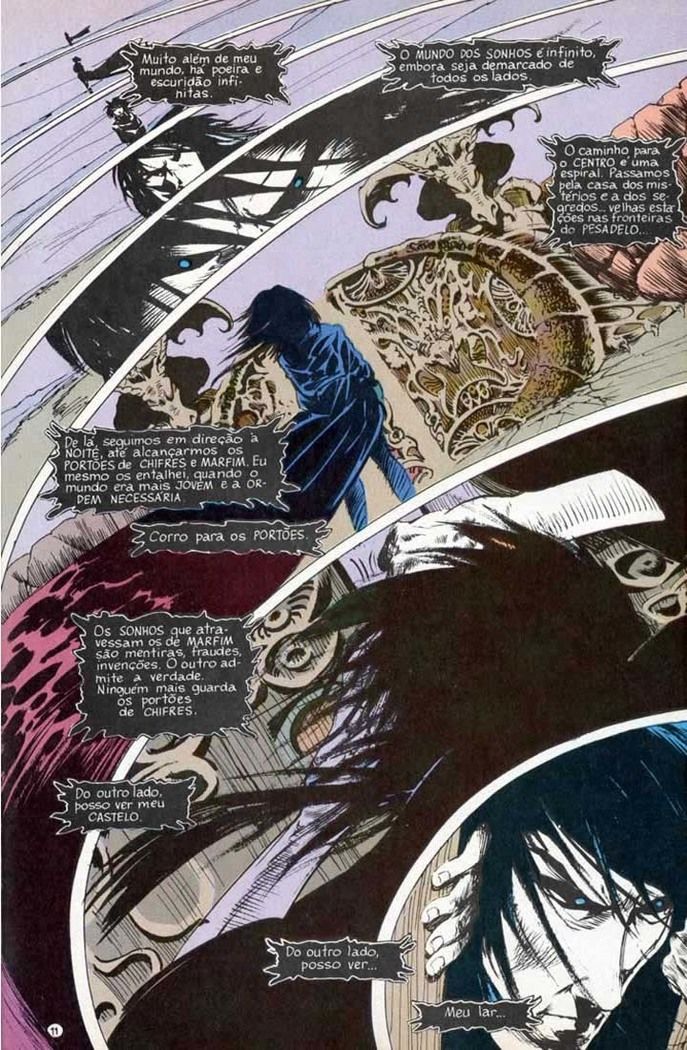 Muito além de meu
mundo, há poeira e
escuridão infi-
nitas.
O MUNDO DOS SONHOS é infinito,
embora seja demarcado de
todos os lados.
O caminho para
o CENTRO é uma
espiral. Passamos
pela casa dos mis-
térios e a dos se-
gredos... velhas esta-
ções nas fronteiras
do PESADELO...
De lá, seguimos em direção à
NOITE, até alcançarmos os
PORTÕES de CHIFRES e MARFIM. Eu
mesmo os entalhei, quando o
mundo era mais JOVEM e a OR-
DEM NECESSÁRIA.
Corro para os PORTÕES.
Os SONHOS que atra-
vessam os de MARFIM
são mentiras, fraudes,
invenções. O outro ad-
mite a verdade.
Ninguém mais guarda
os portões
de CHIFRES.
Do outro lado,
posso ver meu
CASTELO.
Do outro lado,
posso ver...
Meu lar...
11